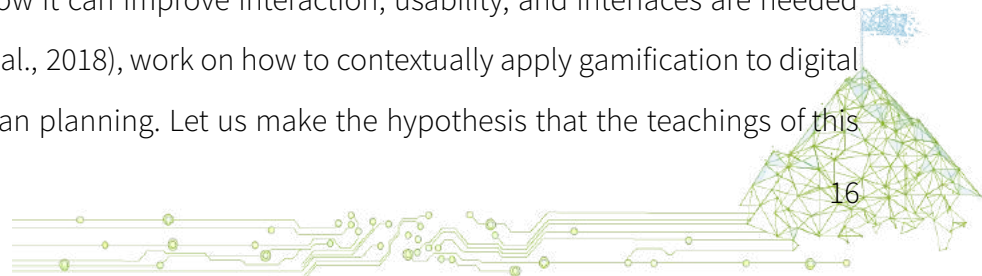 ow it can improve interaction, usability, and interfaces are needed
al., 2018), work on how to contextually apply gamification to digital
an planning. Let us make the hypothesis that the teachings of this
16